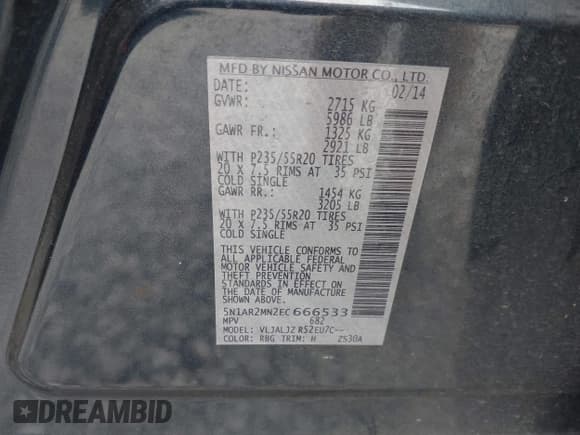 MFD BY NISSAN MOTOR CO., LTD.
DATE: 02/14
GVWR: 2715 KG
5986 LB
GAWR FR.: 1325 KG
2921 LB
WITH P235/55R20 TIRES
20 X 7.5 RIMS AT 35 PSI
COLD SINGLE
GAWR RR.: 1454 KG
3205 LB
WITH P235/55R20 TIRES
20 X 7.5 RIMS AT 35 PSI
COLD SINGLE
THIS VEHICLE CONFORMS TO
ALL APPLICABLE FEDERAL
MOTOR VEHICLE SAFETY AND
THEFT PREVENTION
STANDARDS IN EFFECT ON
THE DATE OF MANUFACTURE
SHOWN ABOVE.
5N1AR2MN2EC666533
MPV 682
MODEL: VLJALJZ R52EU7C--
COLOR: RBG TRIM: H 2530A
DREAMBID